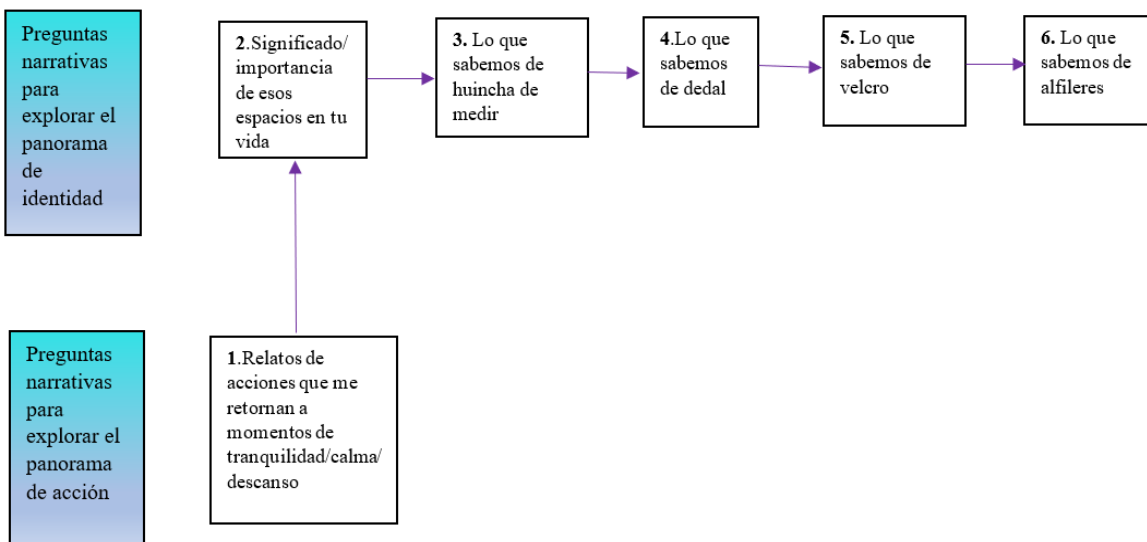 Preguntas
narrativas
para
explorar el
panorama
de
identidad
2.Significado/
importancia
de esos
espacios en tu
vida
3. Lo que
sabemos de
huincha de
medir
4.Lo que
sabemos
de dedal
5. Lo que
sabemos de
velcro
6. Lo que
sabemos de
alfileres
Preguntas
narrativas
para
explorar el
panorama
de acción
1.Relatos de
acciones que me
retornan a
momentos de
tranquilidad/calma/
descanso